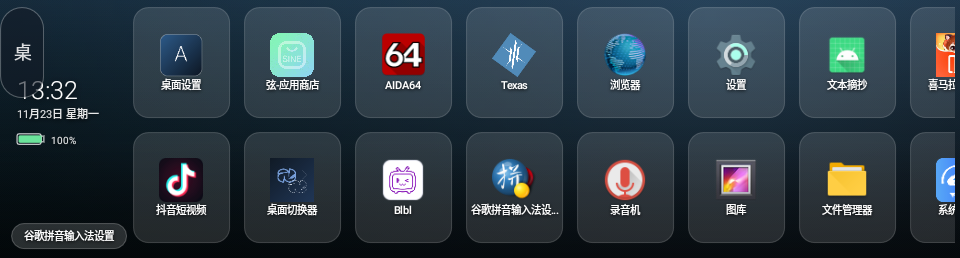 桌
13:32
11月23日 星期一
100%
谷歌拼音输入法设置
A
桌面设置
SINE
弦-应用商店
64
AIDA64
Texas
浏览器
设置
文本摘抄
喜马拉
抖音短视频
桌面切换器
Blbl
拼
谷歌拼音输入法设...
录音机
图库
文件管理器
系统